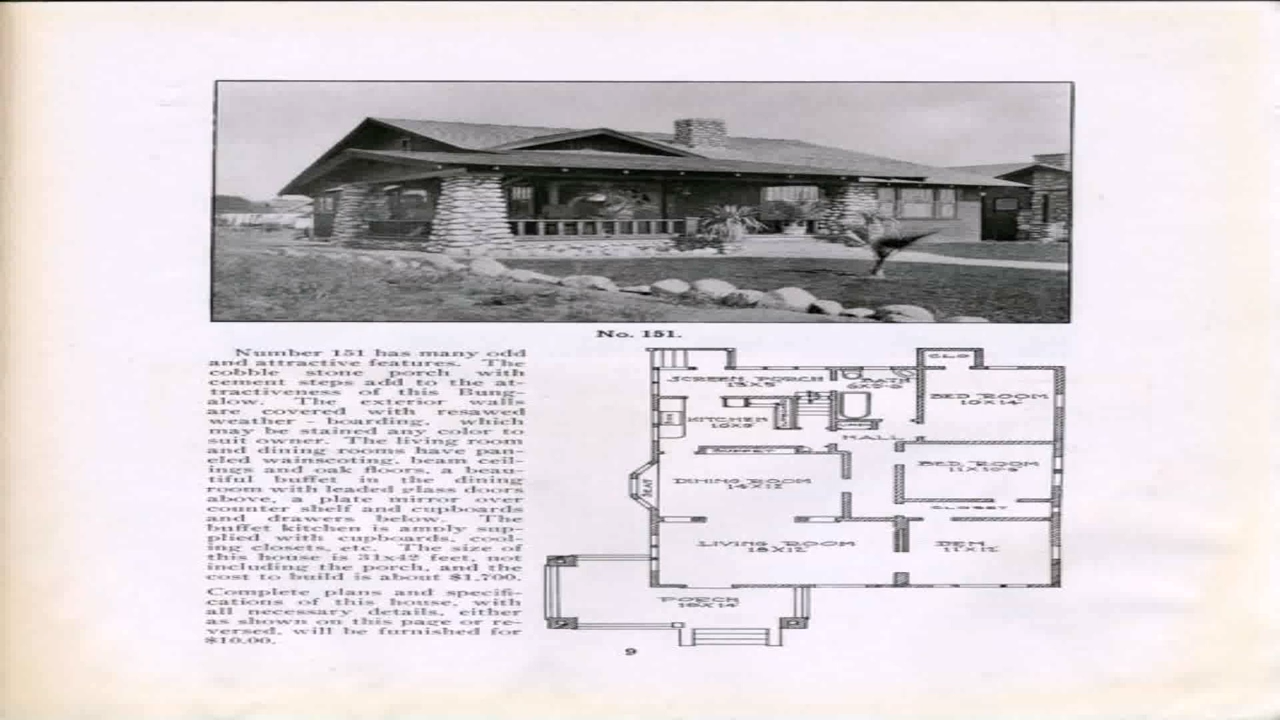 No. 151.
Number 151 has many odd
and attractive features. The
cobble stone porch with
cement steps add to the at-
tractiveness of this Bung-
alow. The exterior walls
are covered with resawed
weather - boarding, which
may be stained any color to
suit owner. The living room
and dining rooms have pan-
eled wainscoting, beam ceil-
ings and oak floors, a beau-
tiful buffet in the dining
room with leaded glass doors
above, a plate mirror over
counter shelf and cupboards
and drawers below. The
buffet kitchen is amply sup-
plied with cupboards, cool-
ing closets, etc. The size of
this house is 31x42 feet, not
including the porch, and the
cost to build is about $1,700.
Complete plans and specifi-
cations of this house, with
all necessary details, either
as shown on this page or re-
versed, will be furnished for
$10.00.
CLO
SCREEN PORCH
BATH
BED ROOM
10X14
KITCHEN
HALL
BUFFET
BED ROOM
DINING ROOM
14X12
SEAT
CLOSET
LIVING ROOM
18X12
DEN
11X12
PORCH
9